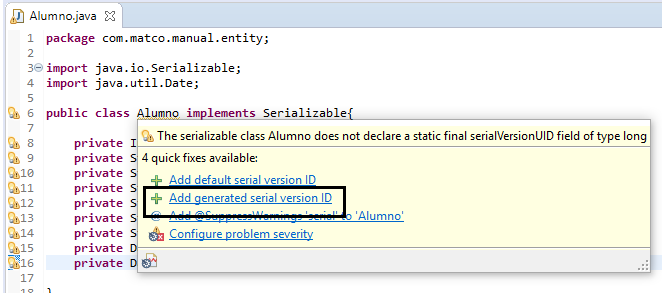 Alumno.java
1 package com.matco.manual.entity;
2
3 import java.io.Serializable;
4 import java.util.Date;
5
6 public class Alumno implements Serializable{
7
The serializable class Alumno does not declare a static final serialVersionUID field of type long
8 private I
4 quick fixes available:
9 private S
10 private S
Add default serial version ID
11 private S
Add generated serial version ID
12 private S
Add @SuppressWarnings 'serial' to 'Alumno'
13 private S
14 private S
Configure problem severity
15 private D
16 private D
17
18 }